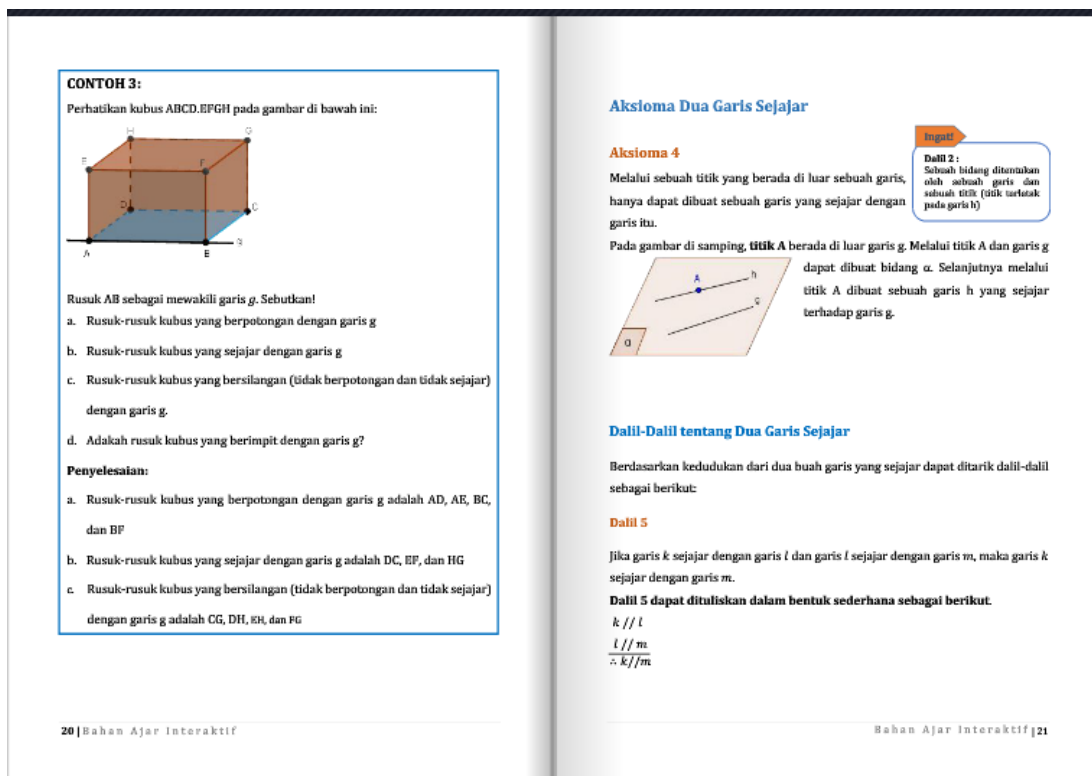 CONTOH 3:
Perhatikan kubus ABCD.EFGH pada gambar di bawah ini:
H
G
E
F
D
C
g
A
B
Rusuk AB sebagai mewakili garis g. Sebutkan!
a. Rusuk-rusuk kubus yang berpotongan dengan garis g
b. Rusuk-rusuk kubus yang sejajar dengan garis g
c. Rusuk-rusuk kubus yang bersilangan (tidak berpotongan dan tidak sejajar)
dengan garis g.
d. Adakah rusuk kubus yang berimpit dengan garis g?
Penyelesaian:
a. Rusuk-rusuk kubus yang berpotongan dengan garis g adalah AD, AE, BC,
dan BF
b. Rusuk-rusuk kubus yang sejajar dengan garis g adalah DC, EF, dan HG
c. Rusuk-rusuk kubus yang bersilangan (tidak berpotongan dan tidak sejajar)
dengan garis g adalah CG, DH, EH, dan FG
20 | Bahan Ajar Interaktif
Aksioma Dua Garis Sejajar
Aksioma 4
Melalui sebuah titik yang berada di luar sebuah garis,
hanya dapat dibuat sebuah garis yang sejajar dengan
garis itu.
Ingat!
Dalil 2 :
Sebuah bidang ditentukan
oleh sebuah garis dan
sebuah titik (titik terletak
pada garis h)
Pada gambar di samping, titik A berada di luar garis g. Melalui titik A dan garis g
dapat dibuat bidang α. Selanjutnya melalui
titik A dibuat sebuah garis h yang sejajar
terhadap garis g.
A
h
g
α
Dalil-Dalil tentang Dua Garis Sejajar
Berdasarkan kedudukan dari dua buah garis yang sejajar dapat ditarik dalil-dalil
sebagai berikut:
Dalil 5
Jika garis k sejajar dengan garis l dan garis l sejajar dengan garis m, maka garis k
sejajar dengan garis m.
Dalil 5 dapat dituliskan dalam bentuk sederhana sebagai berikut.
k // l
l // m
∴ k//m
Bahan Ajar Interaktif | 21